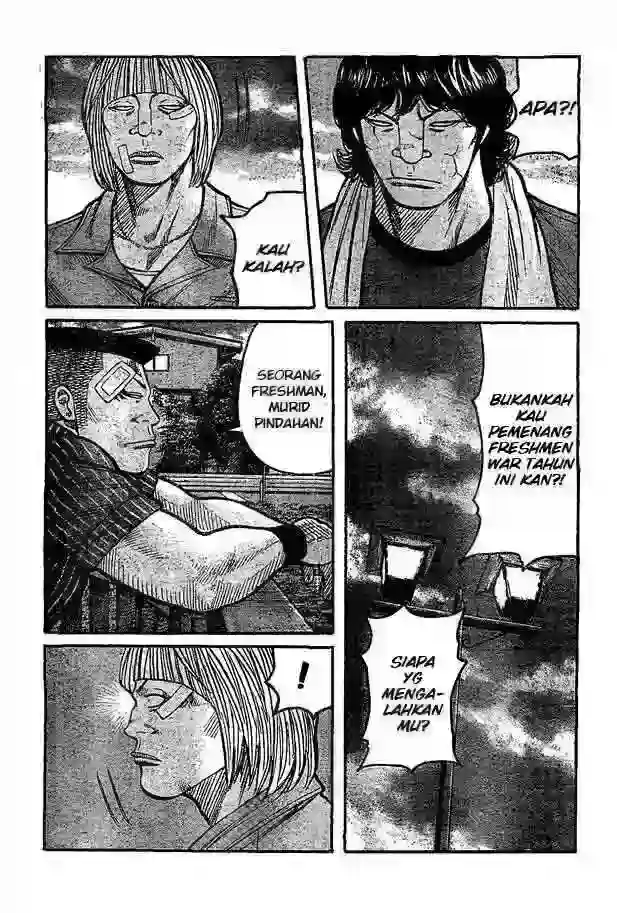 APA?!
KAU
KALAH?
BUKANKAH
KAU
PEMENANG
FRESHMEN
WAR TAHUN
INI KAN?!
SIAPA
YG
MENGA-
LAHKAN
MU?
SEORANG
FRESHMAN,
MURID
PINDAHAN!
!